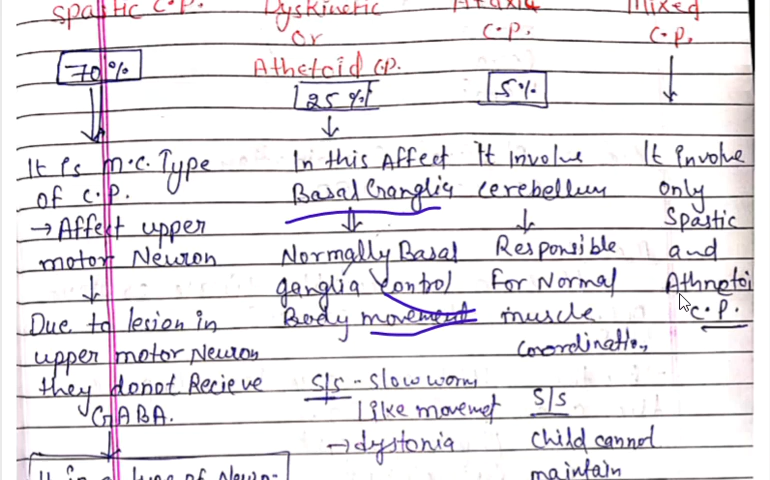 Spastic C.P.
70%
It is m.c. Type
of C.P.
→ Affect upper
motor Neuron
Due to lesion in
upper motor Neuron
they donot Recieve
GABA.
Dyskinetic
or
Athetoid C.P.
25%
In this Affect
Basal Ganglia
Normally Basal
ganglia control
Body movement
S/S - Slow worm
Like movemet
→ dystonia
Ataxic
C.P.
5%
It Involve
cerebellum
Responsible
For Normal
muscle
coordination
S/S
Child cannot
maintain
Mixed
C.P.
It involve
only
Spastic
and
Athnetoi
C.P.